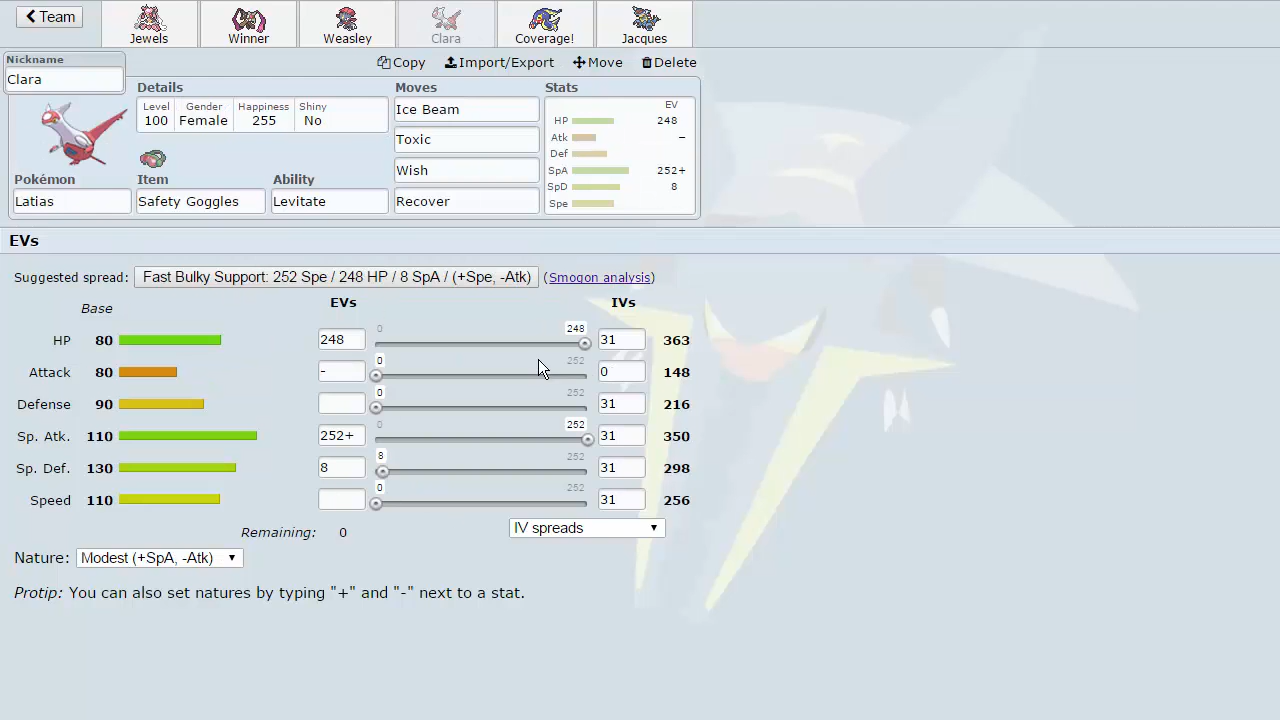 Team
Jewels
Winner
Weasley
Clara
Coverage!
Jacques
Copy
Import/Export
Move
Delete
Nickname
Clara
Details
Level
100
Gender
Female
Happiness
255
Shiny
No
Pokémon
Latias
Item
Safety Goggles
Ability
Levitate
Moves
Ice Beam
Toxic
Wish
Recover
Stats
EV
HP 248
Atk –
Def
SpA 252+
SpD 8
Spe
EVs
Suggested spread: Fast Bulky Support: 252 Spe / 248 HP / 8 SpA / (+Spe, -Atk) (Smogon analysis)
Base EVs IVs
HP 80 248 0 248 31 363
Attack 80 - 0 252 0 148
Defense 90 0 252 31 216
Sp. Atk. 110 252+ 0 252 31 350
Sp. Def. 130 8 8 252 31 298
Speed 110 0 252 31 256
Remaining: 0 IV spreads
Nature: Modest (+SpA, -Atk)
Protip: You can also set natures by typing "+" and "-" next to a stat.